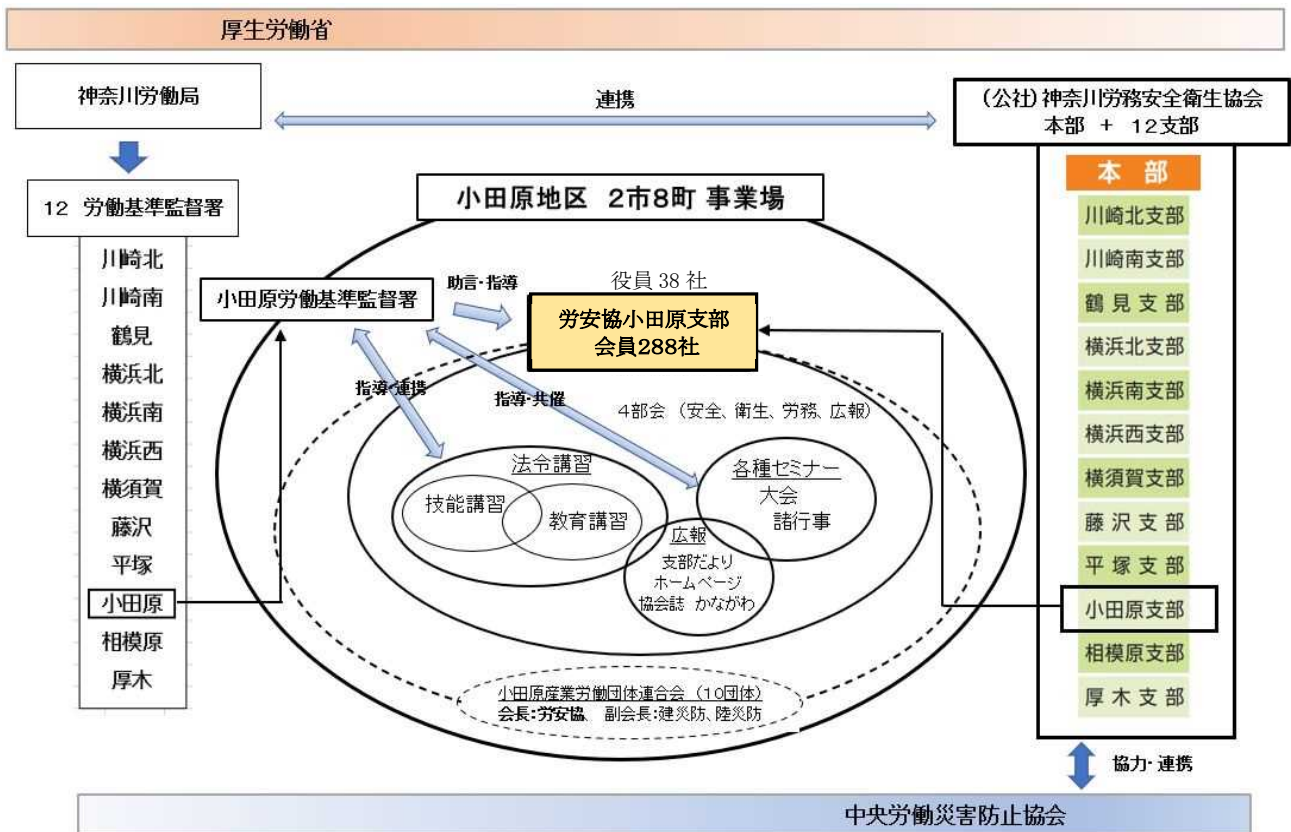 厚生労働省
神奈川労働局
連携
(公社)神奈川労務安全衛生協会
本部 + 12支部
12 労働基準監督署
川崎北
川崎南
鶴見
横浜北
横浜南
横浜西
横須賀
藤沢
平塚
小田原
相模原
厚木
小田原地区 2市8町 事業場
小田原労働基準監督署
助言・指導
役員 38 社
労安協小田原支部
会員288社
指導・連携
指導・共催
4部会 (安全、衛生、労務、広報)
法令講習
技能講習
教育講習
各種セミナー
大会
諸行事
広報
支部だより
ホームページ
協会誌 かながわ
小田原産業労働団体連合会 (10団体)
会長:労安協、 副会長:建災防、陸災防
本 部
川崎北支部
川崎南支部
鶴 見 支 部
横浜北支部
横浜南支部
横浜西支部
横須賀支部
藤 沢 支 部
平 塚 支 部
小田原支部
相模原支部
厚 木 支 部
協力・連携
中央労働災害防止協会